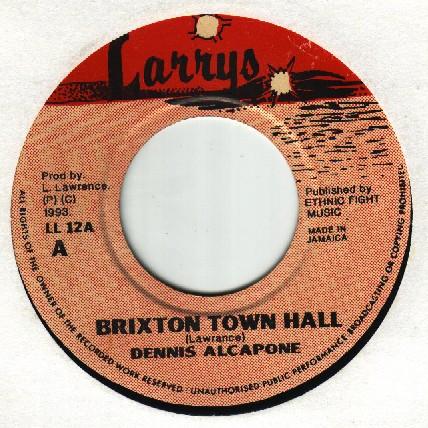 Larrys
Prod by.
L. Lawrence.
(P) (C)
1993.
LL 12A
A
Published by
ETHNIC FIGHT
MUSIC
MADE IN
JAMAICA
BRIXTON TOWN HALL
(Lawrance)
DENNIS ALCAPONE
ALL RIGHTS OF THE OWNER OF THE RECORDED WORK RESERVED · UNAUTHORISED PUBLIC PERFORMANCE BROADCASTING OR COPYING PROHIBITED